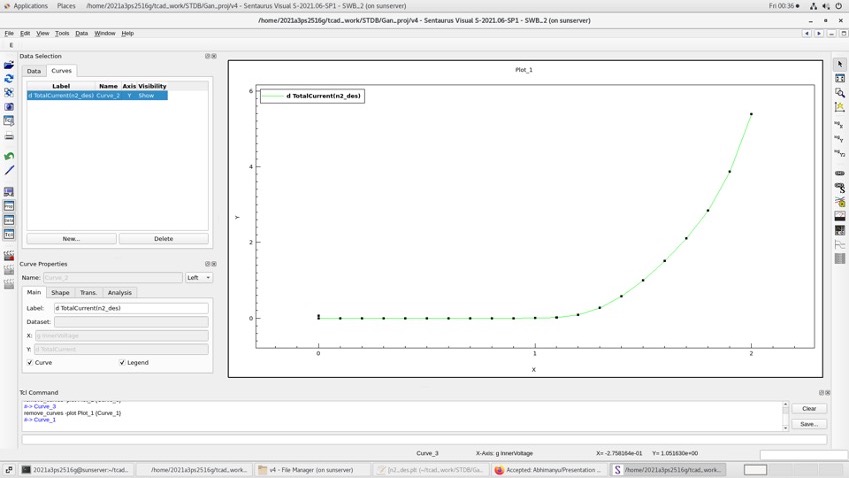 Applications Places /home/2021a3ps2516g/tcad_work/STDB/Gan_proj/v4 - Sentaurus Visual S-2021.06-SP1 - SWB_2 (on sunserver) Fri 00:36
/home/2021a3ps2516g/tcad_work/STDB/Gan_proj/v4 - Sentaurus Visual S-2021.06-SP1 - SWB_2 (on sunserver)
File Edit View Tools Data Window Help
Data Selection
Data Curves
Label Name Axis Visibility
d TotalCurrent(n2_des) Curve_2 Y Show
New... Delete
Curve Properties
Name: Curve_2 Left
Main Shape Trans. Analysis
Label: d TotalCurrent(n2_des)
Dataset:
X: g InnerVoltage
Y: d TotalCurrent
Curve Legend
Plot_1
d TotalCurrent(n2_des)
6
4
2
0
Y
0 1 2
X
Tcl Command
remove_curves -plot Plot_1 {Curve_1}
#-> Curve_3
remove_curves -plot Plot_1 {Curve_1}
#-> Curve_1
Clear
Save...
Curve_3 X-Axis: g InnerVoltage X= -2.758164e-01 Y= 1.051630e+00
2021a3ps2516g@sunserver:~/tcad... /home/2021a3ps2516g/tcad_work... v4 - File Manager (on sunserver) [n2_des.plt (~/tcad_work/STDB/Ga... Accepted: Abhimanyu/Presentation ... /home/2021a3ps2516g/tcad_work...